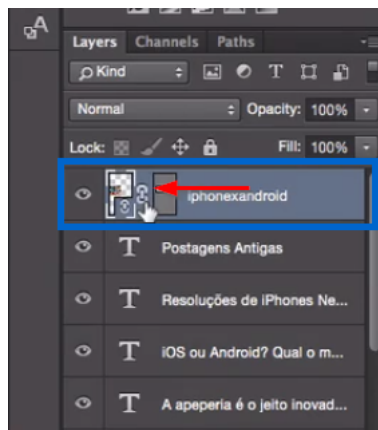 A
Layers Channels Paths
Kind T
Normal Opacity: 100%
Lock: Fill: 100%
iphonexandroid
T Postagens Antigas
T Resoluções de iPhones Ne...
T iOS ou Android? Qual o m...
T A apeperia é o jeito inovad...